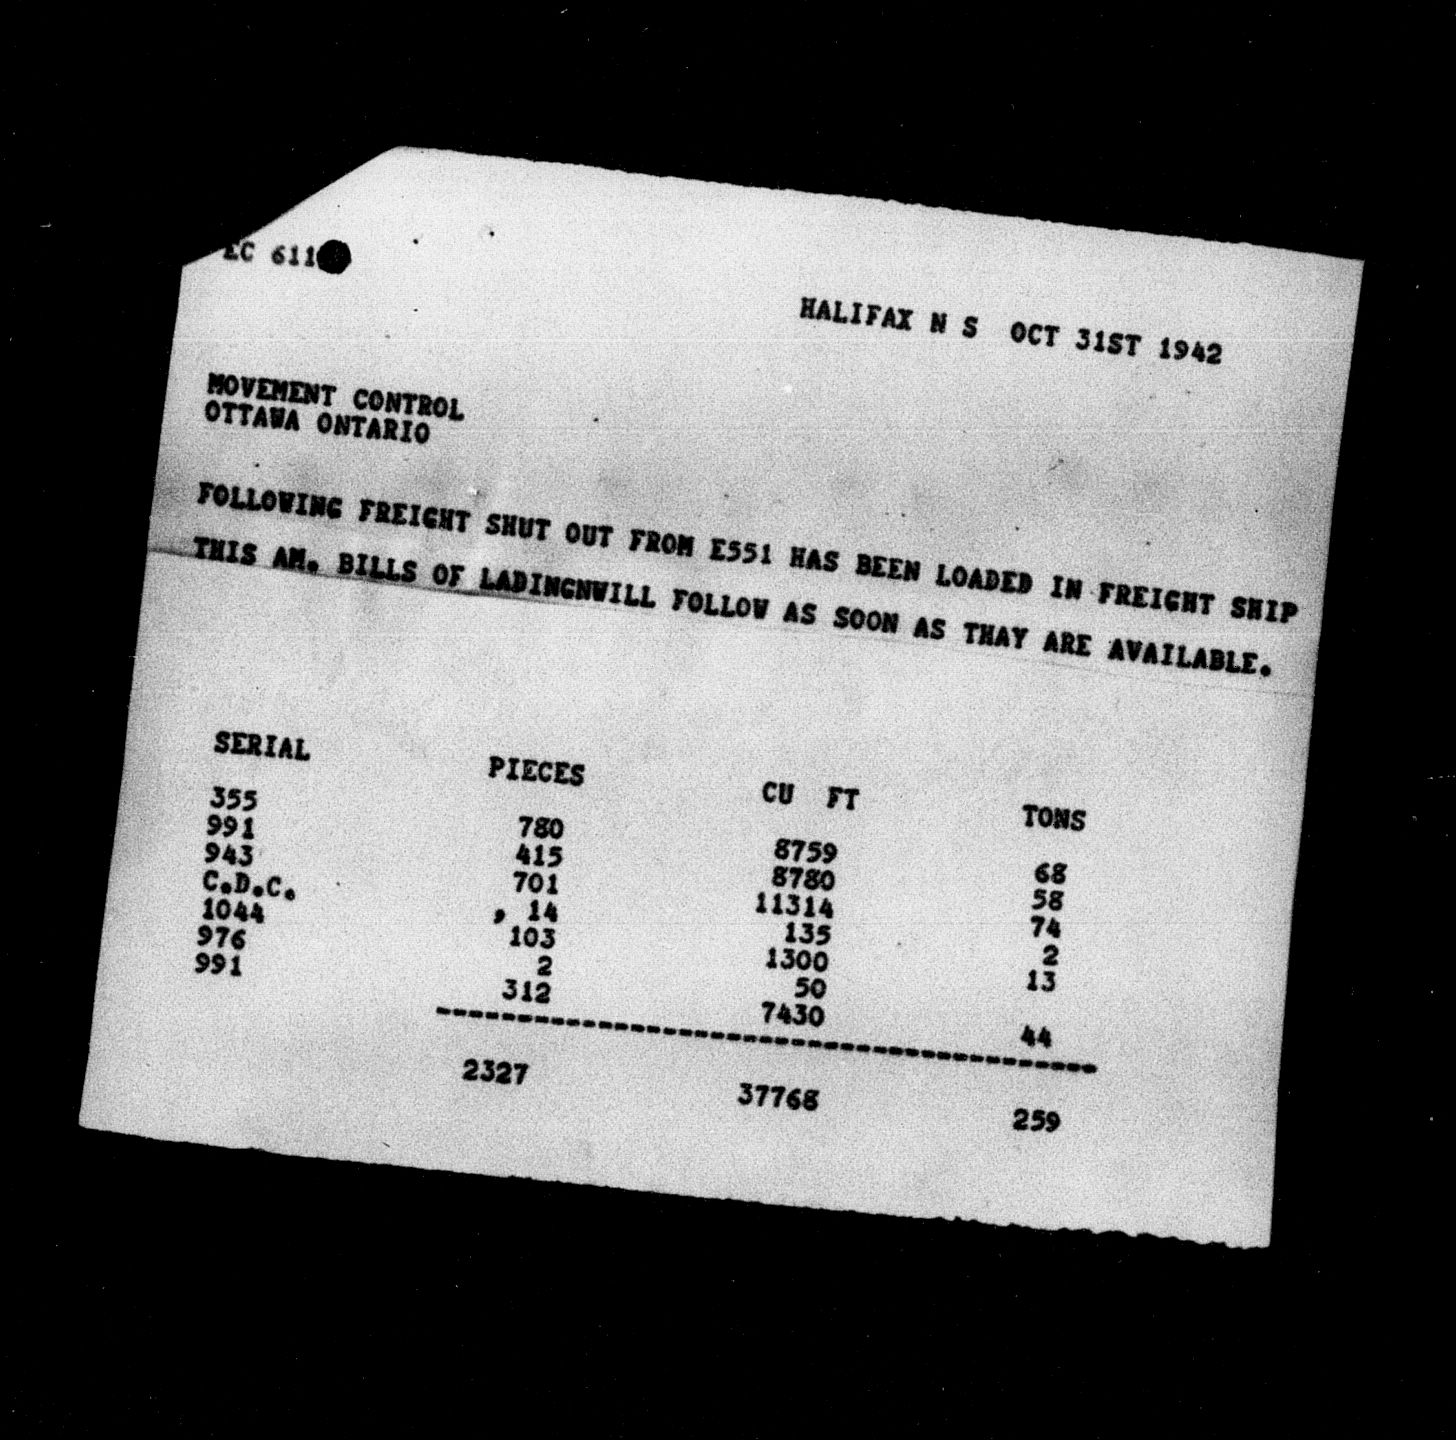 EC 611
HALIFAX N S OCT 31ST 1942
MOVEMENT CONTROL
OTTAWA ONTARIO
FOLLOWING FREIGHT SHUT OUT FROM E551 HAS BEEN LOADED IN FREIGHT SHIP
THIS AM. BILLS OF LADINGNWILL FOLLOW AS SOON AS THAY ARE AVAILABLE.
SERIAL PIECES CU FT TONS
355 780 8759 68
991 415 8780 58
943 701 11314 74
C.D.C. , 14 135 2
1044 103 1300 13
976 2 50
991 312 7430 44
--------------------------------------------
2327 37768 259